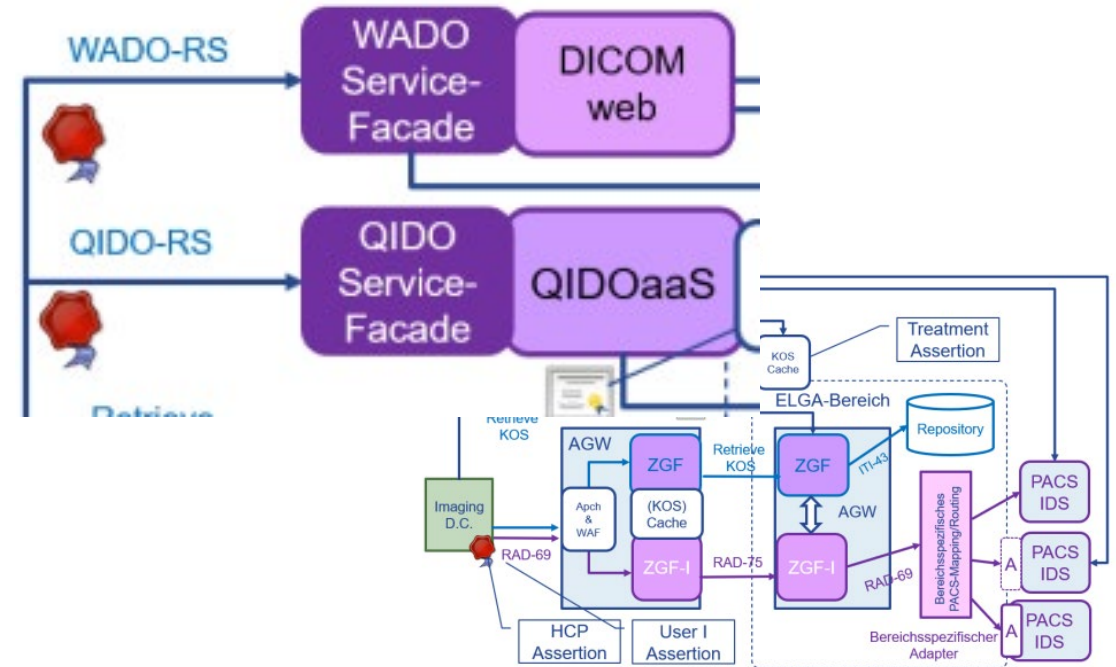 WADO-RS
WADO
Service-
Facade
DICOM
web
QIDO-RS
QIDO
Service-
Facade
QIDOaaS
Retrieve
KOS
Cache
Treatment
Assertion
ELGA-Bereich
Repository
Retrieve
KOS
AGW
ZGF
(KOS)
Cache
ZGF-I
Apch
&
WAF
Imaging
D.C.
RAD-69
Retrieve
KOS
RAD-75
ZGF
ITI-43
AGW
ZGF-I
RAD-69
Bereichsspezifisches
PACS-Mapping/Routing
PACS
IDS
A
PACS
IDS
A
PACS
IDS
Bereichsspezifischer
Adapter
HCP
Assertion
User I
Assertion